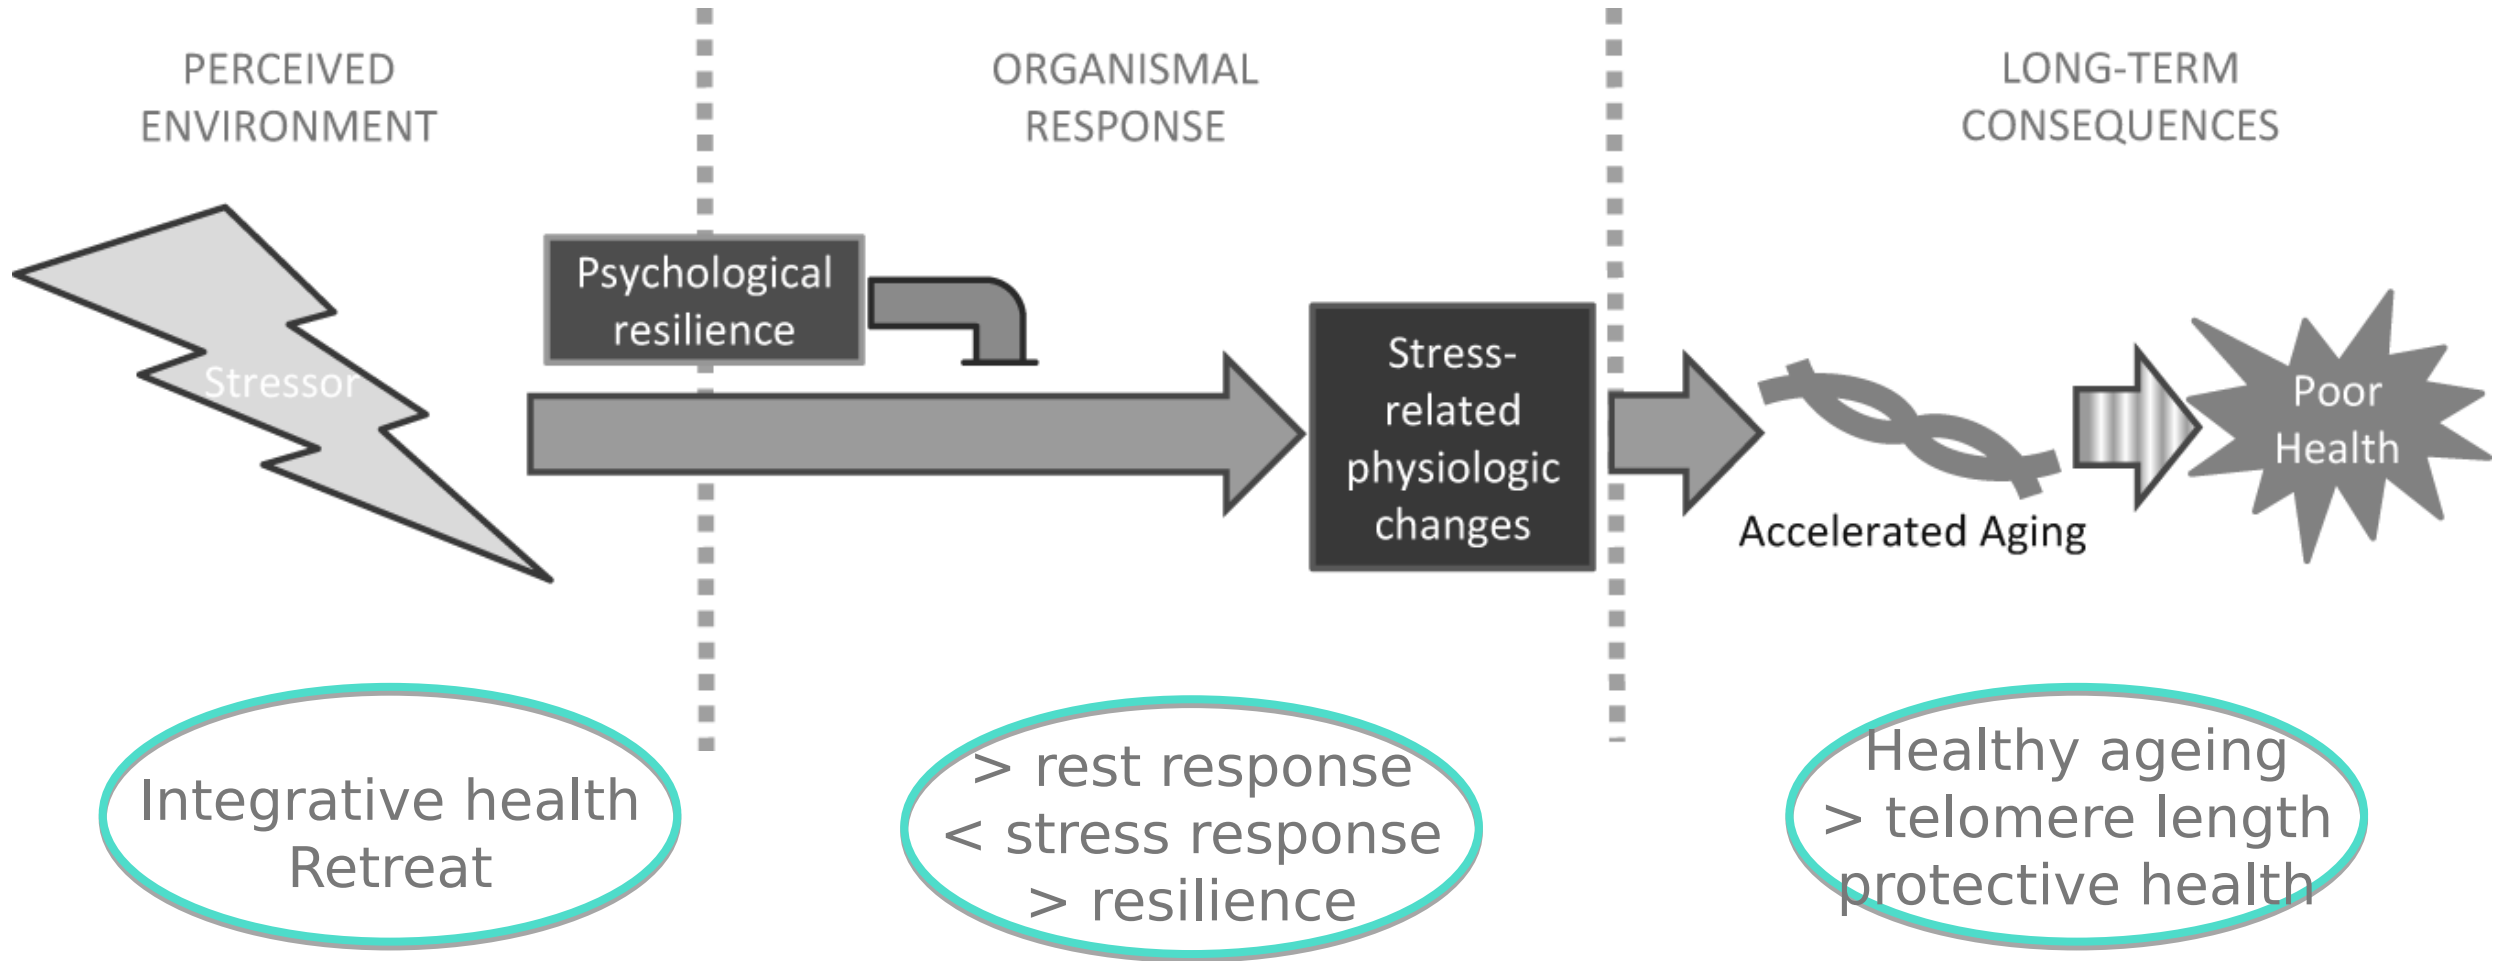 PERCEIVED
ENVIRONMENT
ORGANISMAL
RESPONSE
LONG-TERM
CONSEQUENCES
Stressor
Psychological
resilience
Stress-
related
physiologic
changes
Accelerated Aging
Poor
Health
Integrative health
Retreat
> rest response
< stress response
> resilience
Healthy ageing
> telomere length
protective health